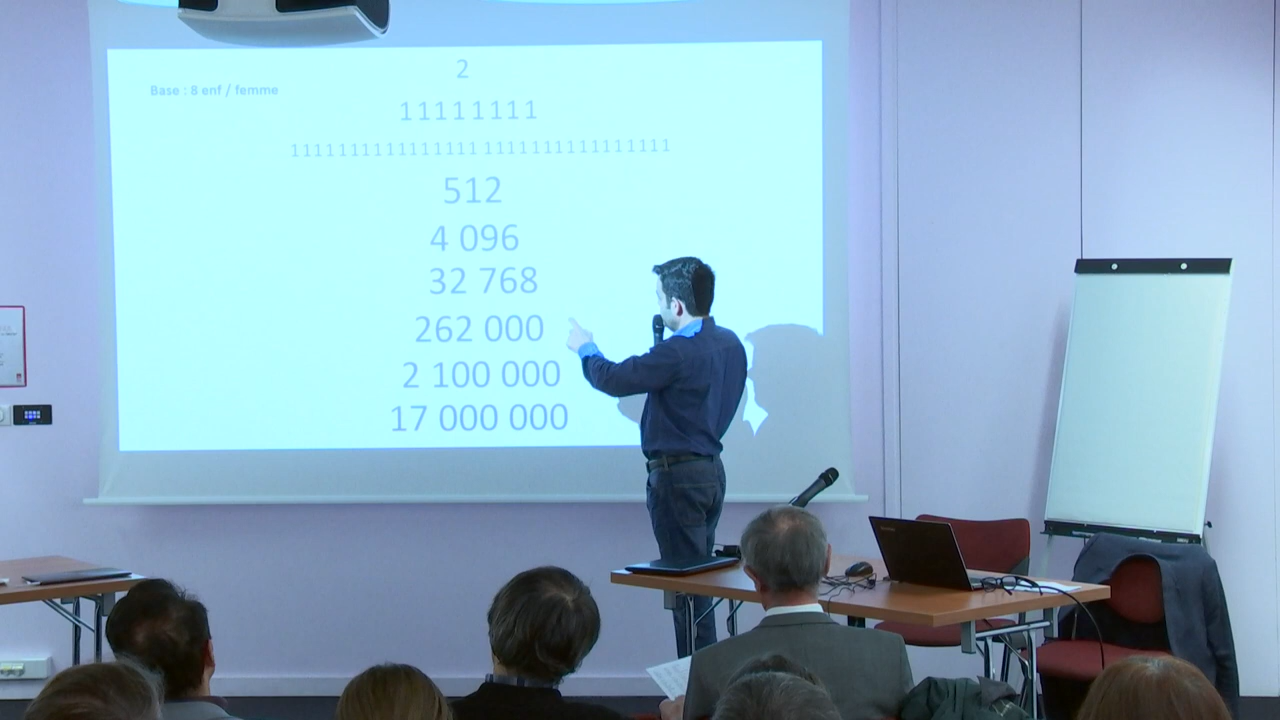 2
Base : 8 enf / femme
11111111
1111111111111111 1111111111111111
512
4 096
32 768
262 000
2 100 000
17 000 000